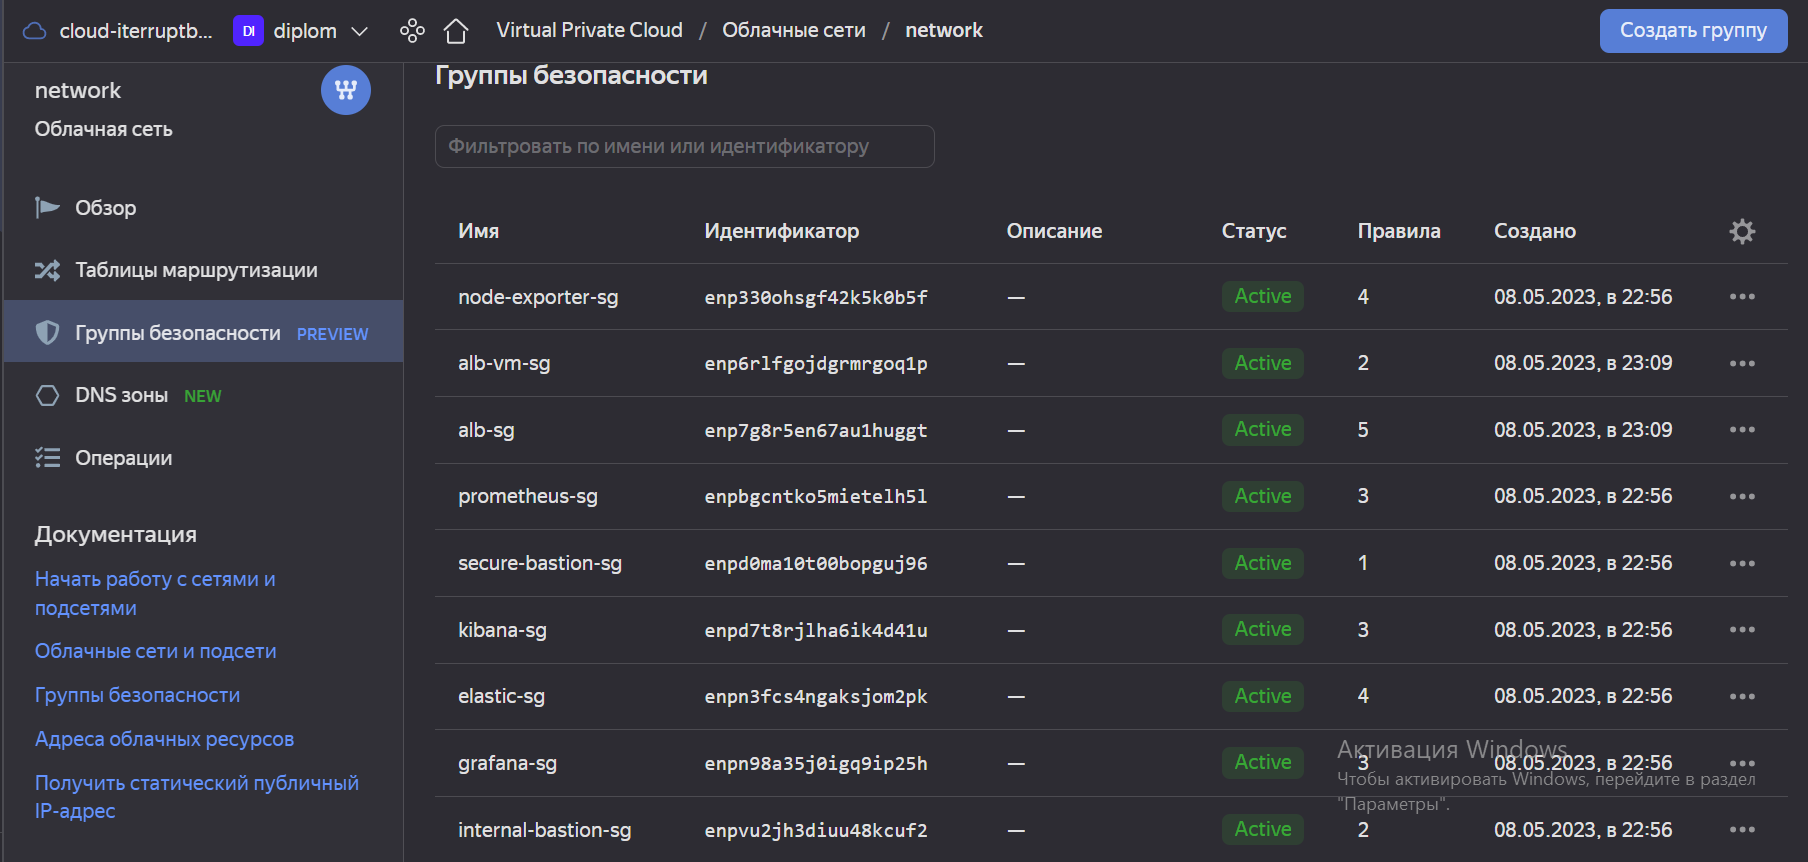 cloud-iterruptb...
DI
diplom
Virtual Private Cloud / Облачные сети / network
Создать группу
network
Облачная сеть
Обзор
Таблицы маршрутизации
Группы безопасности PREVIEW
DNS зоны NEW
Операции
Документация
Начать работу с сетями и
подсетями
Облачные сети и подсети
Группы безопасности
Адреса облачных ресурсов
Получить статический публичный
IP-адрес
Группы безопасности
Фильтровать по имени или идентификатору
Имя Идентификатор Описание Статус Правила Создано
node-exporter-sg enp330ohsgf42k5k0b5f — Active 4 08.05.2023, в 22:56
alb-vm-sg enp6rlfgojdgrmrgoq1p — Active 2 08.05.2023, в 23:09
alb-sg enp7g8r5en67au1huggt — Active 5 08.05.2023, в 23:09
prometheus-sg enpbgcntko5mietelh5l — Active 3 08.05.2023, в 22:56
secure-bastion-sg enpd0ma10t00bopguj96 — Active 1 08.05.2023, в 22:56
kibana-sg enpd7t8rjlha6ik4d41u — Active 3 08.05.2023, в 22:56
elastic-sg enpn3fcs4ngaksjom2pk — Active 4 08.05.2023, в 22:56
grafana-sg enpn98a35j0igq9ip25h — Active 3 08.05.2023, в 22:56
internal-bastion-sg enpvu2jh3diuu48kcuf2 — Active 2 08.05.2023, в 22:56
Активация Windows
Чтобы активировать Windows, перейдите в раздел
"Параметры".